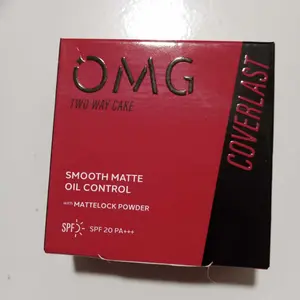 OMG
TWO WAY CAKE
COVERLAST
SMOOTH MATTE
OIL CONTROL
with MATTELOCK POWDER
SPF SPF 20 PA+++